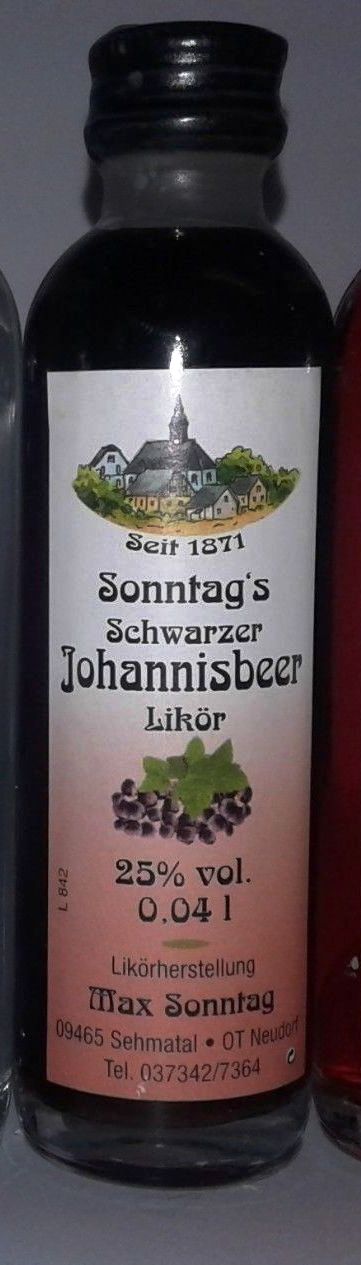 Seit 1871
Sonntag's
Schwarzer
Johannisbeer
Likör
25% vol.
0,04 l
L 842
Likörherstellung
Max Sonntag
09465 Sehmatal • OT Neudorf
Tel. 037342/7364